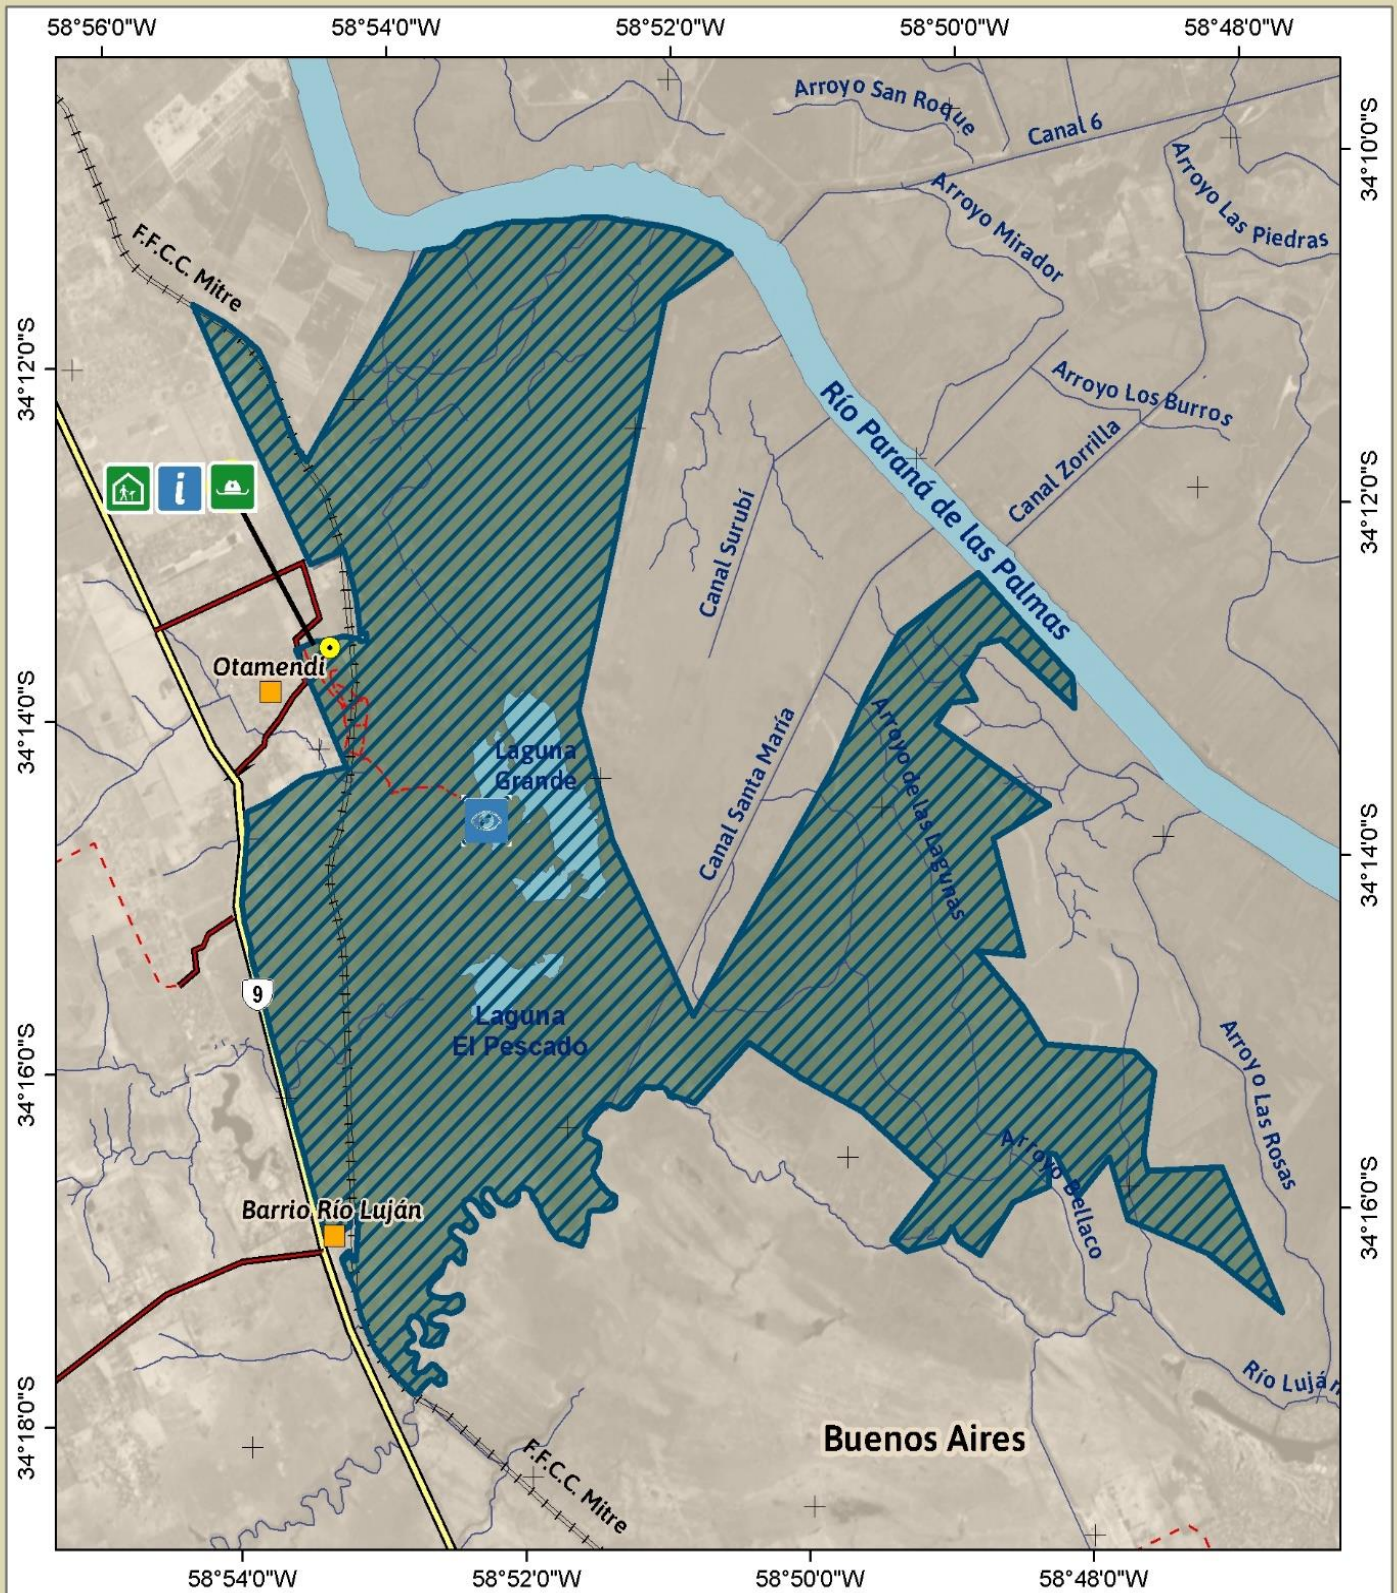 58°56'0"W
58°54'0"W
58°52'0"W
58°50'0"W
58°48'0"W
Arroyo San Roque
Canal 6
34°10'0"S
Arroyo Mirador
Arroyo Las Piedras
F.F.C.C. Mitre
34°12'0"S
Arroyo Los Burros
Río Paraná de las Palmas
Canal Zorrilla
i
34°12'0"S
Canal Surubí
Otamendi
34°14'0"S
Laguna
Grande
Canal Santa María
Arroyo de las Lagunas
34°14'0"S
9
Laguna
El Pescado
34°16'0"S
Arroyo Las Rosas
Arroyo Bellaco
Barrio Río Luján
34°16'0"S
Río Luján
34°18'0"S
Buenos Aires
F.F.C.C. Mitre
58°54'0"W
58°52'0"W
58°50'0"W
58°48'0"W